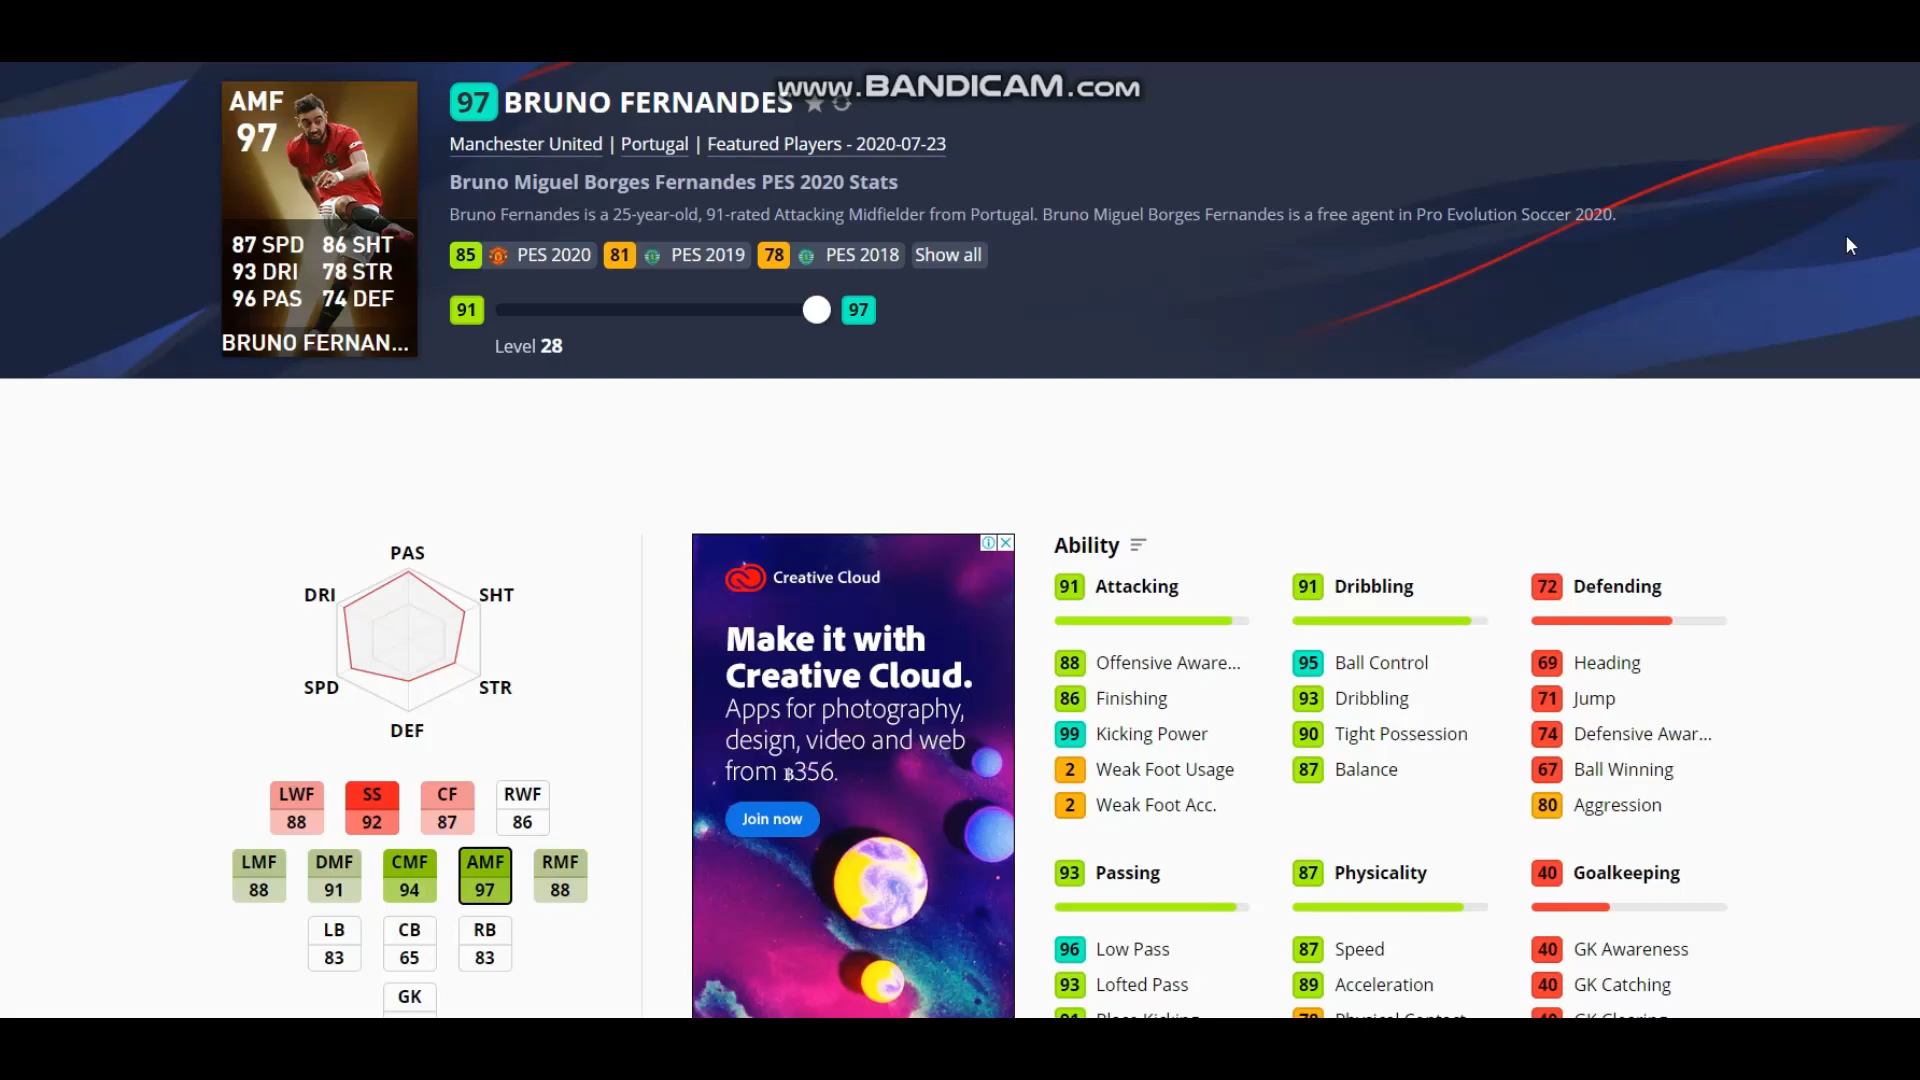 www.BANDICAM.com
AMF
97
87 SPD 86 SHT
93 DRI 78 STR
96 PAS 74 DEF
BRUNO FERNAN...
97 BRUNO FERNANDES
Manchester United | Portugal | Featured Players - 2020-07-23
Bruno Miguel Borges Fernandes PES 2020 Stats
Bruno Fernandes is a 25-year-old, 91-rated Attacking Midfielder from Portugal. Bruno Miguel Borges Fernandes is a free agent in Pro Evolution Soccer 2020.
85 PES 2020 81 PES 2019 78 PES 2018 Show all
91 97
Level 28
PAS
DRI SHT
SPD STR
DEF
LWF SS CF RWF
88 92 87 86
LMF DMF CMF AMF RMF
88 91 94 97 88
LB CB RB
83 65 83
GK
Creative Cloud
Make it with
Creative Cloud.
Apps for photography,
design, video and web
from ฿356.
Join now
Ability
91 Attacking
88 Offensive Aware...
86 Finishing
99 Kicking Power
2 Weak Foot Usage
2 Weak Foot Acc.
91 Dribbling
95 Ball Control
93 Dribbling
90 Tight Possession
87 Balance
72 Defending
69 Heading
71 Jump
74 Defensive Awar...
67 Ball Winning
80 Aggression
93 Passing
96 Low Pass
93 Lofted Pass
91 Place Kicking
87 Physicality
87 Speed
89 Acceleration
78 Physical Contact
40 Goalkeeping
40 GK Awareness
40 GK Catching
40 GK Clearing